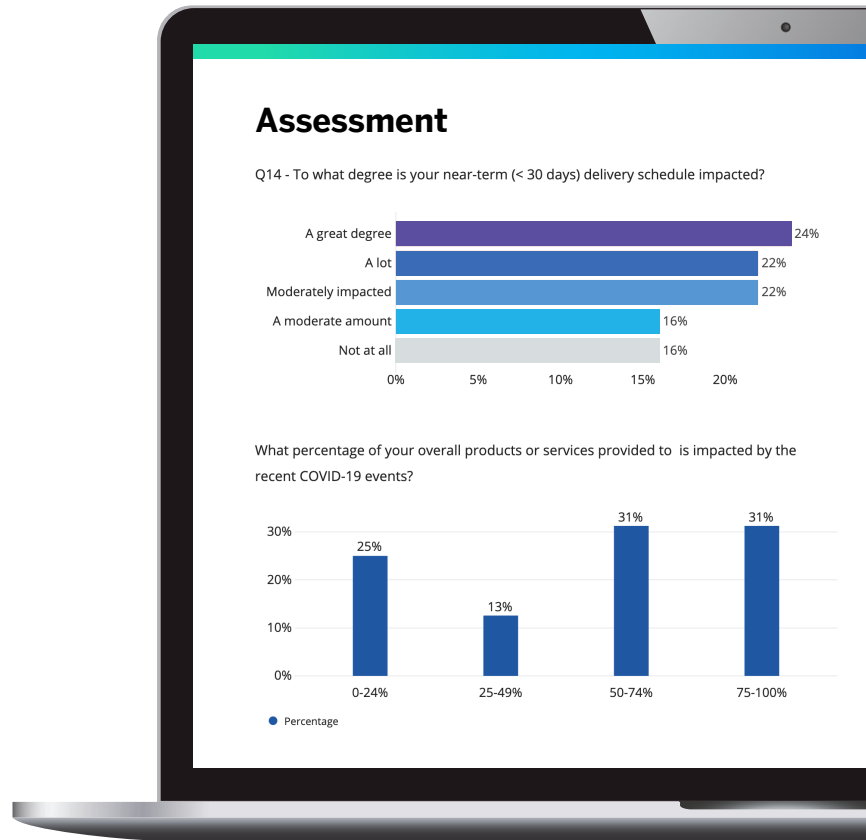 Assessment
Q14 - To what degree is your near-term (< 30 days) delivery schedule impacted?
A great degree 24%
A lot 22%
Moderately impacted 22%
A moderate amount 16%
Not at all 16%
0% 5% 10% 15% 20%
What percentage of your overall products or services provided to  is impacted by the
recent COVID-19 events?
30%
20%
10%
0%
25% 13% 31% 31%
0-24% 25-49% 50-74% 75-100%
Percentage